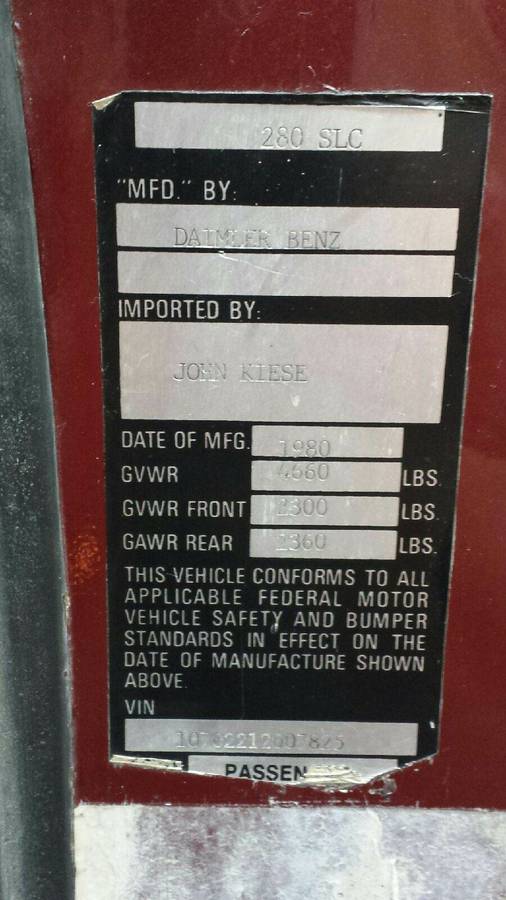 280 SLC
"MFD." BY:
DAIMLER BENZ
IMPORTED BY:
JOHN KIESE
DATE OF MFG. 1980
GVWR 4660 LBS.
GVWR FRONT LBS.
GAWR REAR LBS.
THIS VEHICLE CONFORMS TO ALL
APPLICABLE FEDERAL MOTOR
VEHICLE SAFETY AND BUMPER
STANDARDS IN EFFECT ON THE
DATE OF MANUFACTURE SHOWN
ABOVE.
VIN
PASSEN